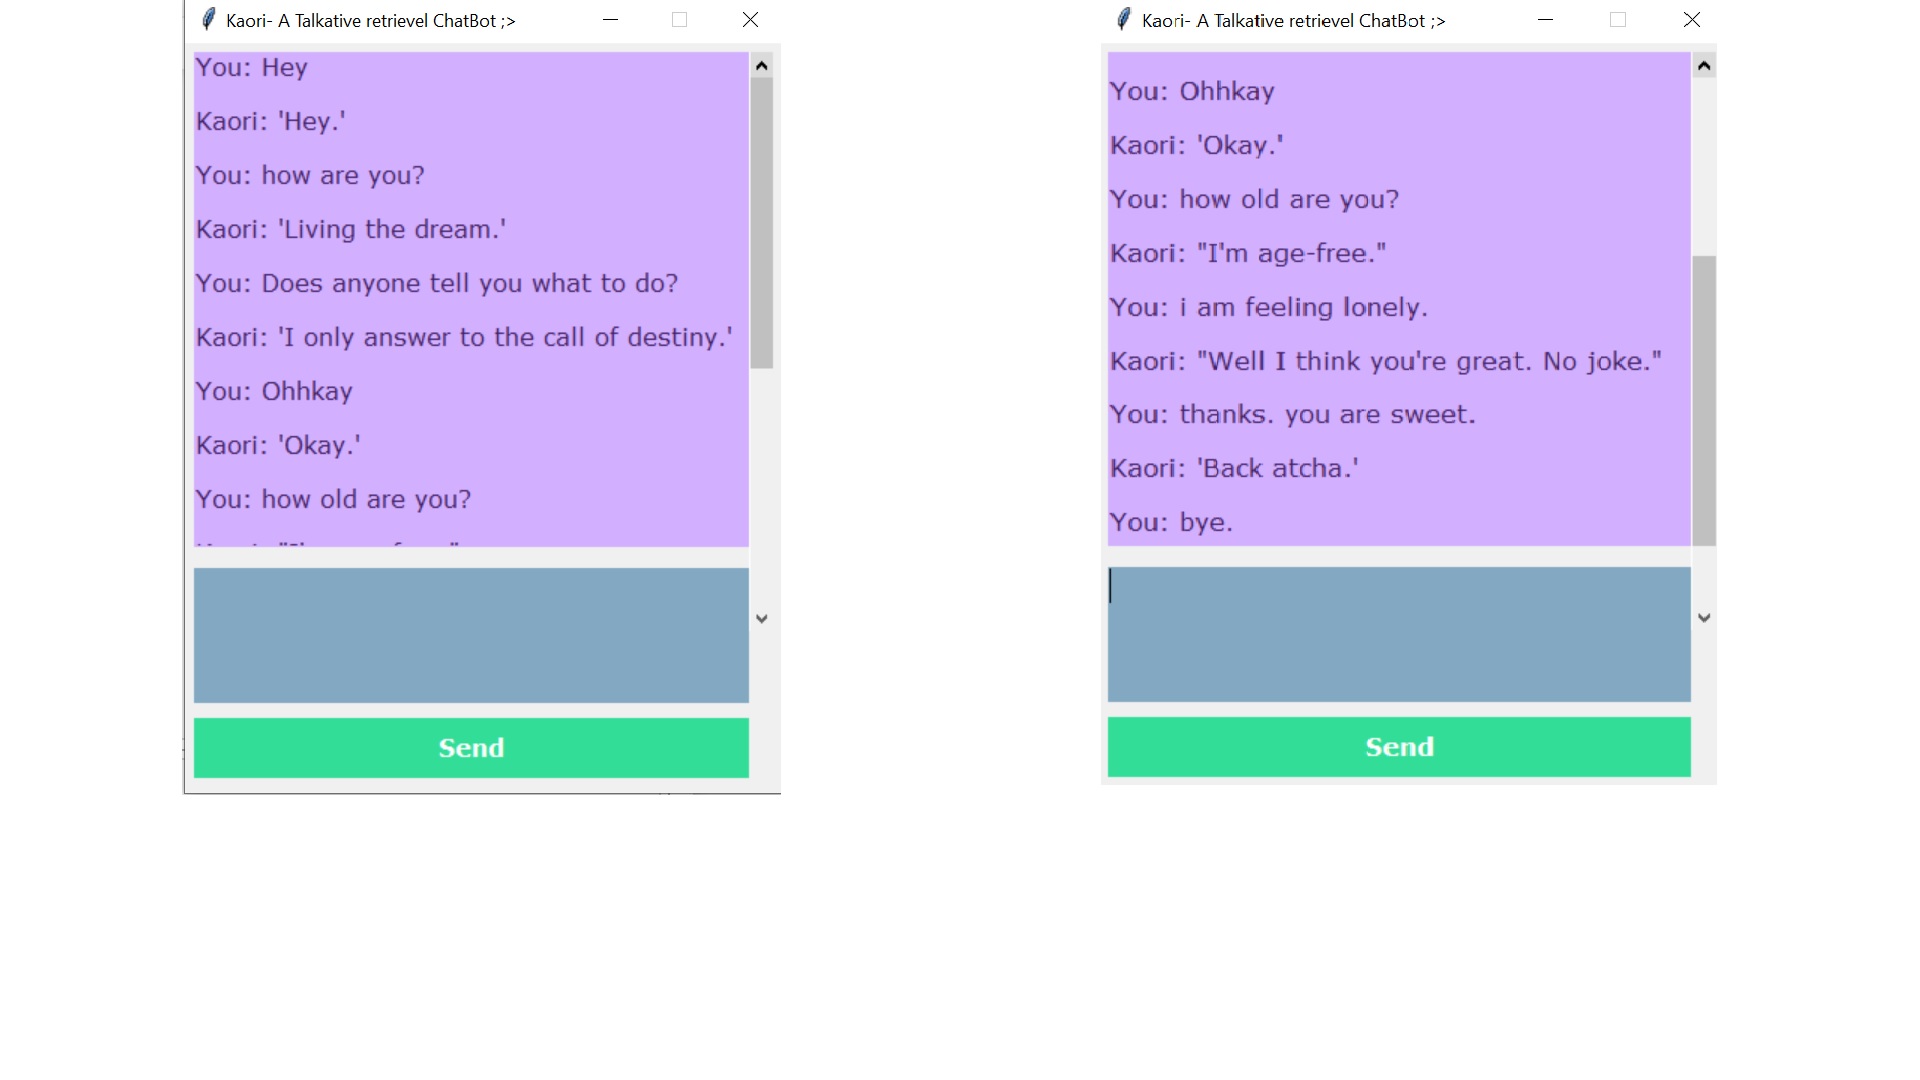 Kaori- A Talkative retrievel ChatBot ;>
You: Hey
Kaori: 'Hey.'
You: how are you?
Kaori: 'Living the dream.'
You: Does anyone tell you what to do?
Kaori: 'I only answer to the call of destiny.'
You: Ohhkay
Kaori: 'Okay.'
You: how old are you?
Send
Kaori- A Talkative retrievel ChatBot ;>
You: Ohhkay
Kaori: 'Okay.'
You: how old are you?
Kaori: "I'm age-free."
You: i am feeling lonely.
Kaori: "Well I think you're great. No joke."
You: thanks. you are sweet.
Kaori: 'Back atcha.'
You: bye.
Send